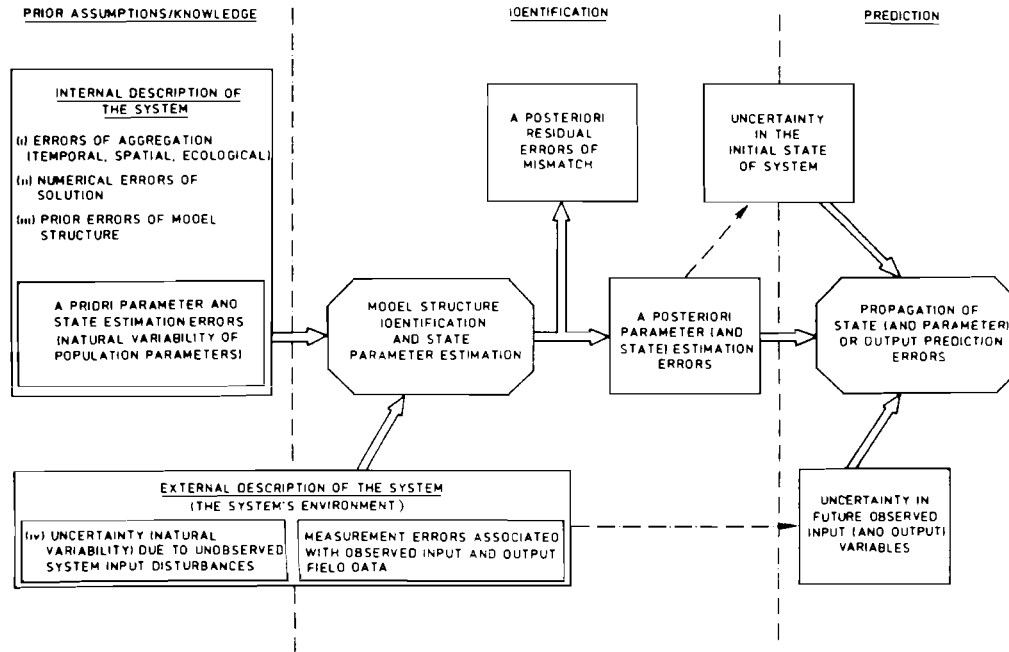 PRIOR ASSUMPTIONS/KNOWLEDGE
IDENTIFICATION
PREDICTION
INTERNAL DESCRIPTION OF
THE SYSTEM
(i) ERRORS OF AGGREGATION
(TEMPORAL, SPATIAL, ECOLOGICAL)
(ii) NUMERICAL ERRORS OF
SOLUTION
(iii) PRIOR ERRORS OF MODEL
STRUCTURE
A PRIORI PARAMETER AND
STATE ESTIMATION ERRORS
(NATURAL VARIABILITY OF
POPULATION PARAMETERS)
A POSTERIORI
RESIDUAL
ERRORS OF
MISMATCH
UNCERTAINTY
IN THE
INITIAL STATE
OF SYSTEM
MODEL STRUCTURE
IDENTIFICATION
AND STATE
PARAMETER ESTIMATION
A POSTERIORI
PARAMETER (AND
STATE) ESTIMATION
ERRORS
PROPAGATION OF
STATE (AND PARAMETER)
OR OUTPUT PREDICTION
ERRORS
EXTERNAL DESCRIPTION OF THE SYSTEM
(THE SYSTEM'S ENVIRONMENT)
(iv) UNCERTAINTY (NATURAL
VARIABILITY) DUE TO UNOBSERVED
SYSTEM INPUT DISTURBANCES
MEASUREMENT ERRORS ASSOCIATED
WITH OBSERVED INPUT AND OUTPUT
FIELD DATA
UNCERTAINTY IN
FUTURE OBSERVED
INPUT (AND OUTPUT)
VARIABLES